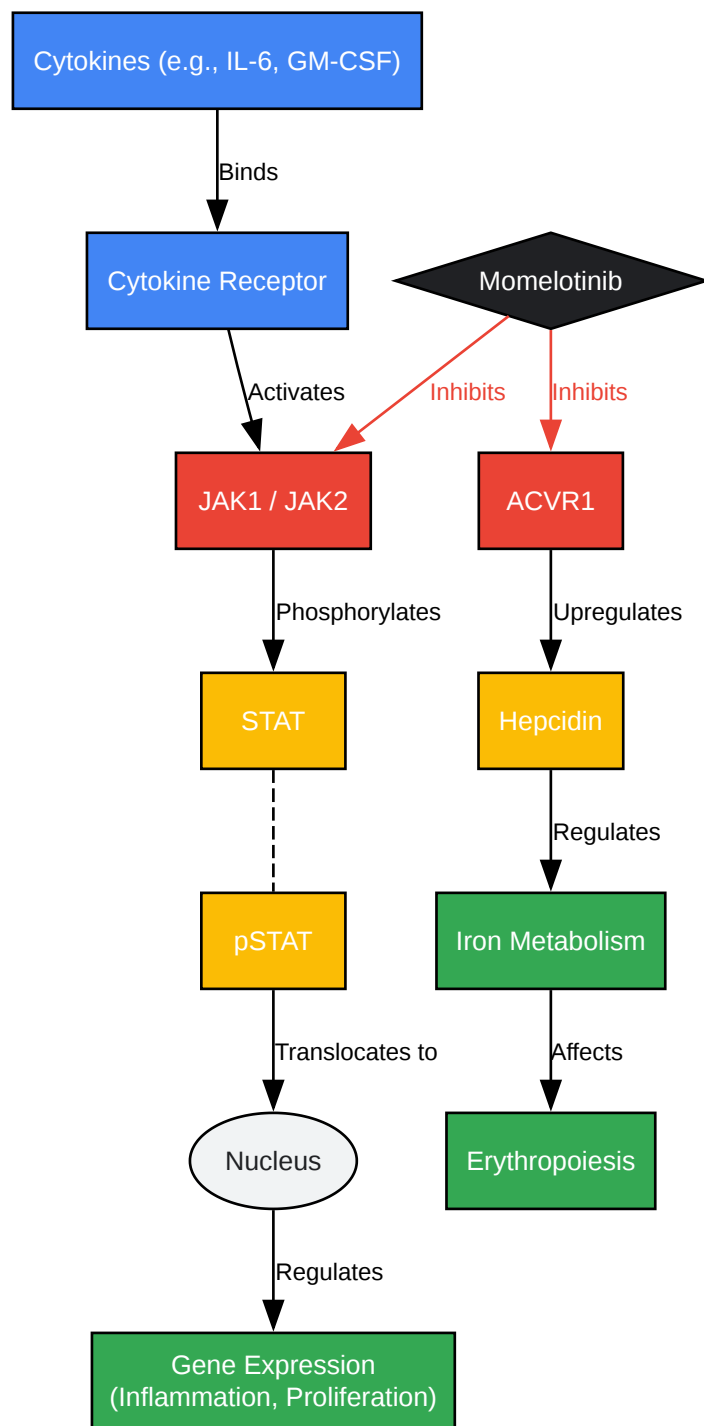 Cytokines (e.g., IL-6, GM-CSF)
Binds
Cytokine Receptor
Momelotinib
Activates
Inhibits
Inhibits
JAK1 / JAK2
ACVR1
Phosphorylates
Upregulates
STAT
Hepcidin
Regulates
pSTAT
Iron Metabolism
Translocates to
Affects
Nucleus
Erythropoiesis
Regulates
Gene Expression
(Inflammation, Proliferation)